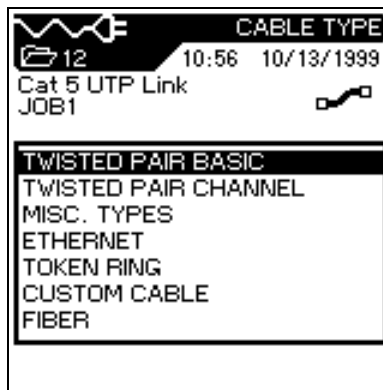 CABLE TYPE
12 10:56 10/13/1999
Cat 5 UTP Link
JOB1
TWISTED PAIR BASIC
TWISTED PAIR CHANNEL
MISC. TYPES
ETHERNET
TOKEN RING
CUSTOM CABLE
FIBER